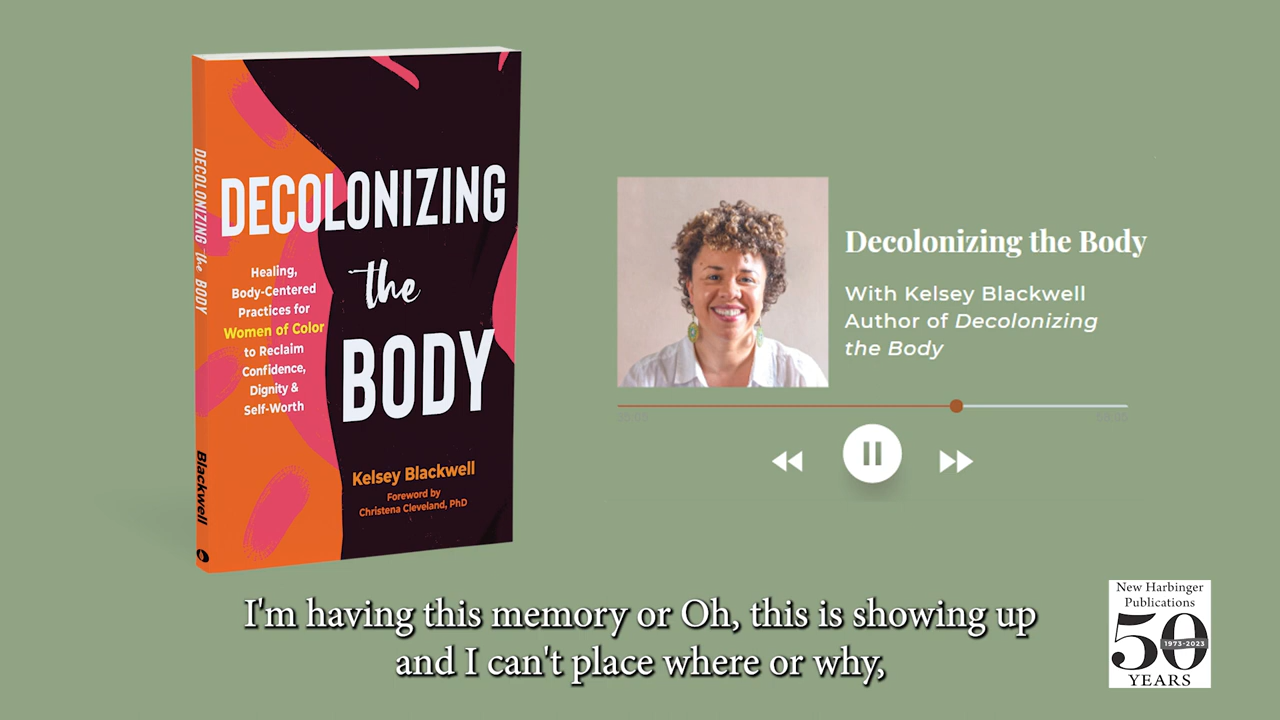 DECOLONIZING the BODY
Blackwell
DECOLONIZING
the
BODY
Healing,
Body-Centered
Practices for
Women of Color
to Reclaim
Confidence,
Dignity &
Self-Worth
Kelsey Blackwell
Foreword by
Christena Cleveland, PhD
Decolonizing the Body
With Kelsey Blackwell
Author of Decolonizing
the Body
I'm having this memory or Oh, this is showing up
and I can't place where or why,
New Harbinger
Publications
50
1973-2023
YEARS